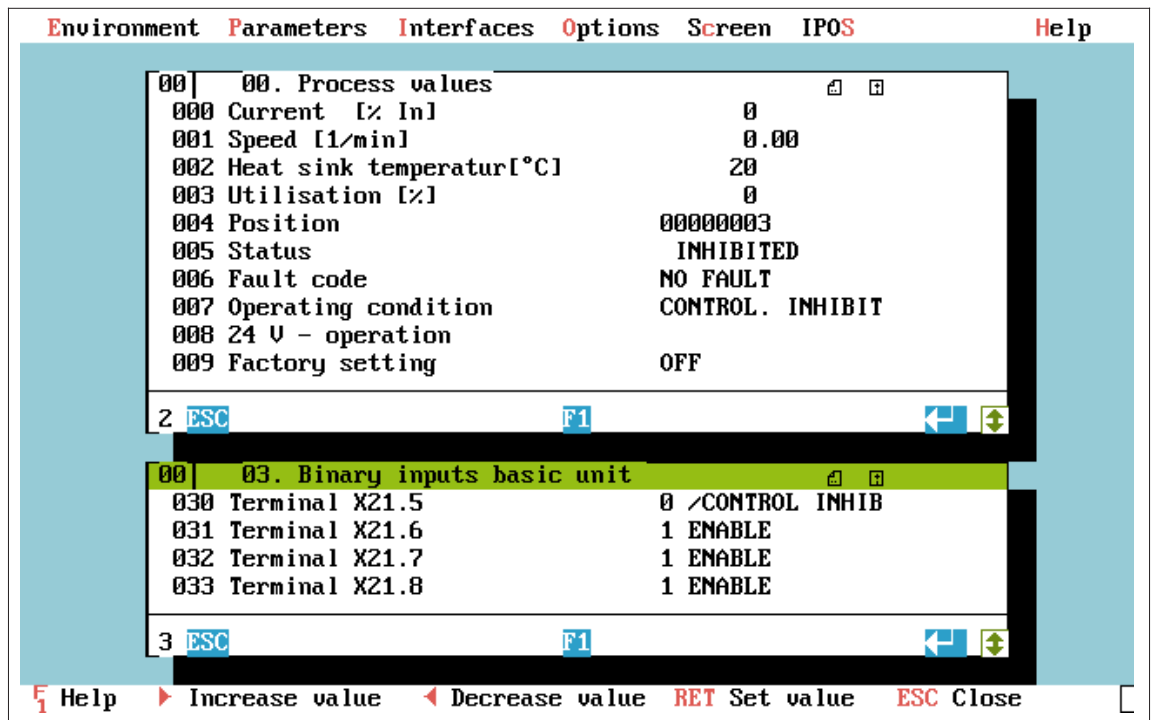 Environment Parameters Interfaces Options Screen IPOS Help
00 00. Process values
000 Current [% In] 0
001 Speed [1/min] 0.00
002 Heat sink temperatur[°C] 20
003 Utilisation [%] 0
004 Position 00000003
005 Status INHIBITED
006 Fault code NO FAULT
007 Operating condition CONTROL. INHIBIT
008 24 V - operation
009 Factory setting OFF
2 ESC F1
00 03. Binary inputs basic unit
030 Terminal X21.5 0 /CONTROL INHIB
031 Terminal X21.6 1 ENABLE
032 Terminal X21.7 1 ENABLE
033 Terminal X21.8 1 ENABLE
3 ESC F1
F1 Help Increase value Decrease value RET Set value ESC Close